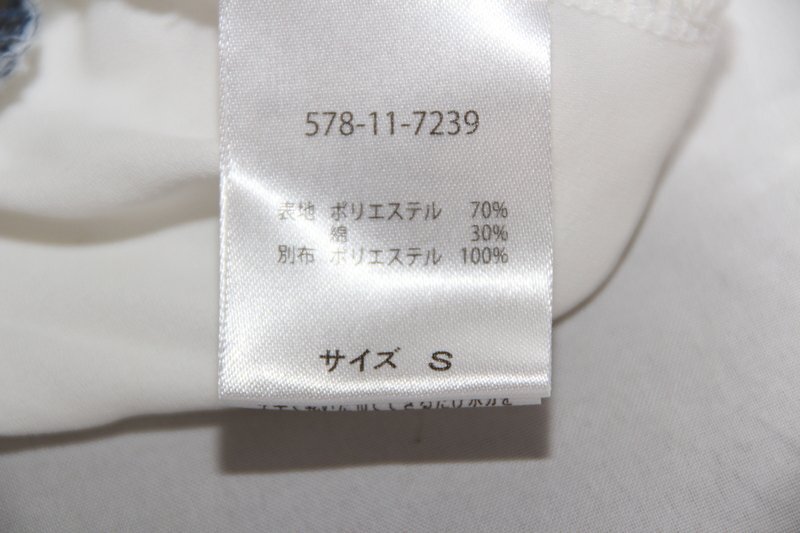 578-11-7239
表地 ポリエステル 70%
綿 30%
別布 ポリエステル 100%
サイズ S